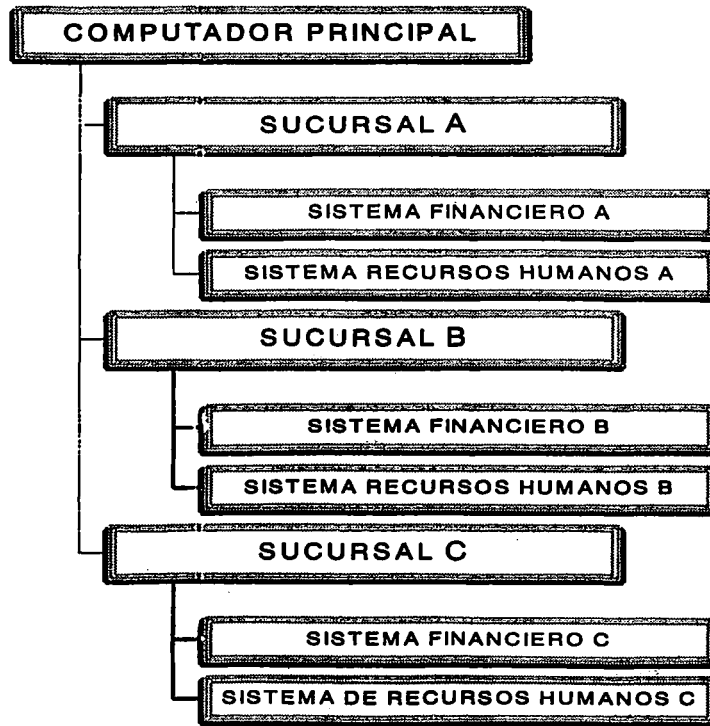 COMPUTADOR PRINCIPAL
SUCURSAL A
SISTEMA FINANCIERO A
SISTEMA RECURSOS HUMANOS A
SUCURSAL B
SISTEMA FINANCIERO B
SISTEMA RECURSOS HUMANOS B
SUCURSAL C
SISTEMA FINANCIERO C
SISTEMA DE RECURSOS HUMANOS C